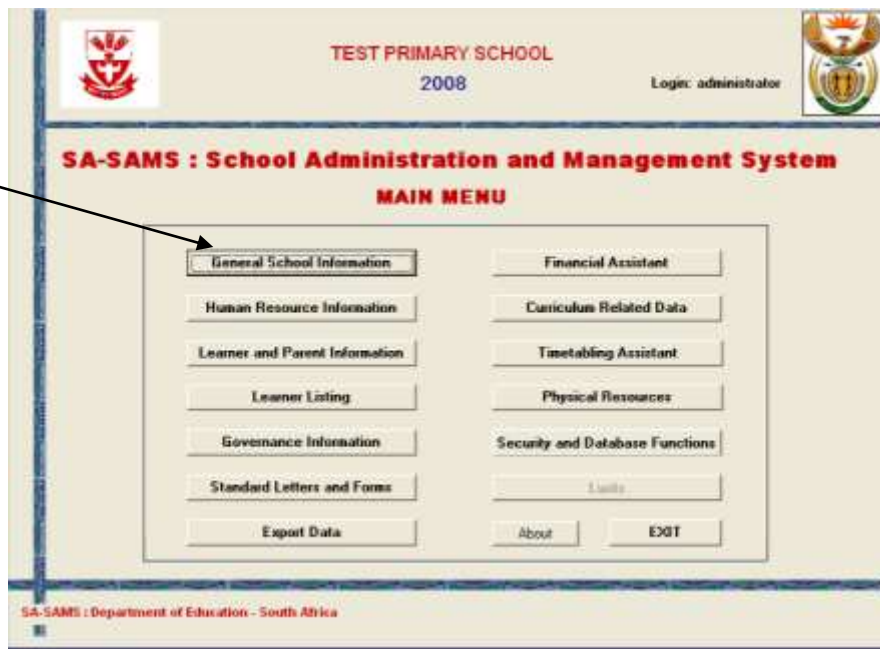 TEST PRIMARY SCHOOL
2008
Login: administrator
SA-SAMS : School Administration and Management System
MAIN MENU
General School Information
Financial Assistant
Human Resource Information
Curriculum Related Data
Learner and Parent Information
Timetabling Assistant
Learner Listing
Physical Resources
Governance Information
Security and Database Functions
Standard Letters and Forms
Export Data
About
EXIT
SA-SAMS : Department of Education - South Africa